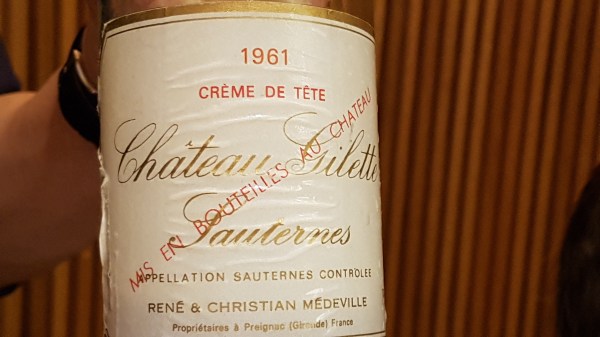 1961
CRÈME DE TÊTE
Château Gilette
MIS EN BOUTEILLES AU CHATEAU
Sauternes
APPELLATION SAUTERNES CONTRÔLÉE
RENÉ & CHRISTIAN MÉDEVILLE
Propriétaires à Preignac (Gironde) France